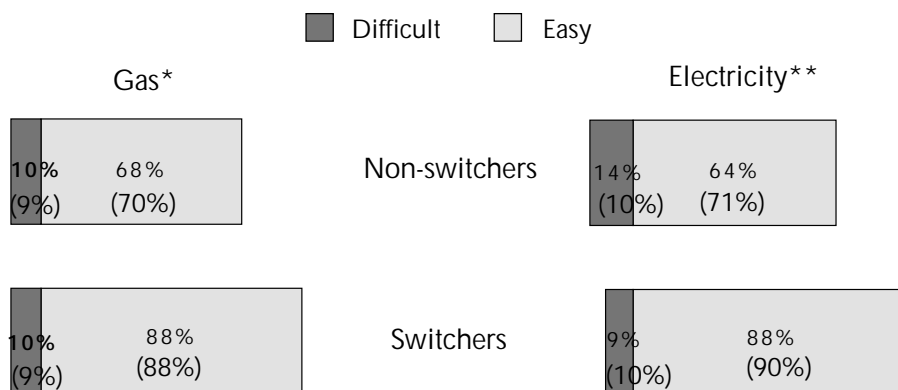 Difficult Easy
Gas* Electricity**
10% 68% Non-switchers 14% 64%
(9%) (70%) (10%) (71%)
10% 88% Switchers 9% 88%
(9%) (88%) (10%) (90%)